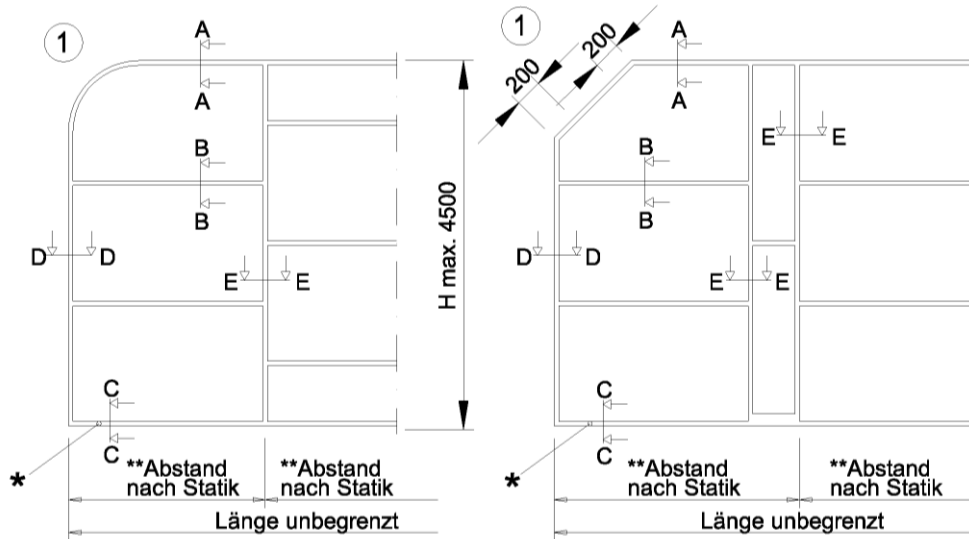 1
A
A
B
B
D
D
E
E
C
C
*
**Abstand
nach Statik
**Abstand
nach Statik
Länge unbegrenzt
H max. 4500
1
200
200
A
A
B
B
E
E
D
D
E
E
C
C
*
**Abstand
nach Statik
**Abstand
nach Statik
Länge unbegrenzt